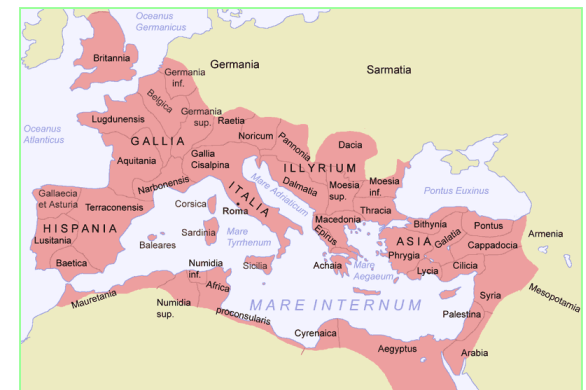 Oceanus
Germanicus
Britannia
Germania
Sarmatia
Germania
inf.
Belgica
Germania
sup.
Oceanus
Atlanticus
Lugdunensis
Raetia
Noricum
Pannonia
Dacia
GALLIA
Gallia
Cisalpina
Aquitania
ILLYRIUM
Dalmatia
Moesia
sup.
Moesia
inf.
Pontus Euxinus
Mare Adriaticum
Narbonensis
ITALIA
Gallaecia
et Asturia
Terraconensis
Corsica
Roma
Thracia
Macedonia
Bithynia
Pontus
HISPANIA
Lusitania
Baleares
Sardinia
Mare
Tyrrhenum
Epirus
ASIA
Galatia
Armenia
Cappadocia
Phrygia
Baetica
Numidia
inf.
Sicilia
Achaia
Mare
Aegaeum
Lycia
Cilicia
Africa
Mauretania
Numidia
sup.
proconsularis
MARE INTERNUM
Syria
Mesopotamia
Palestina
Cyrenaica
Aegyptus
Arabia